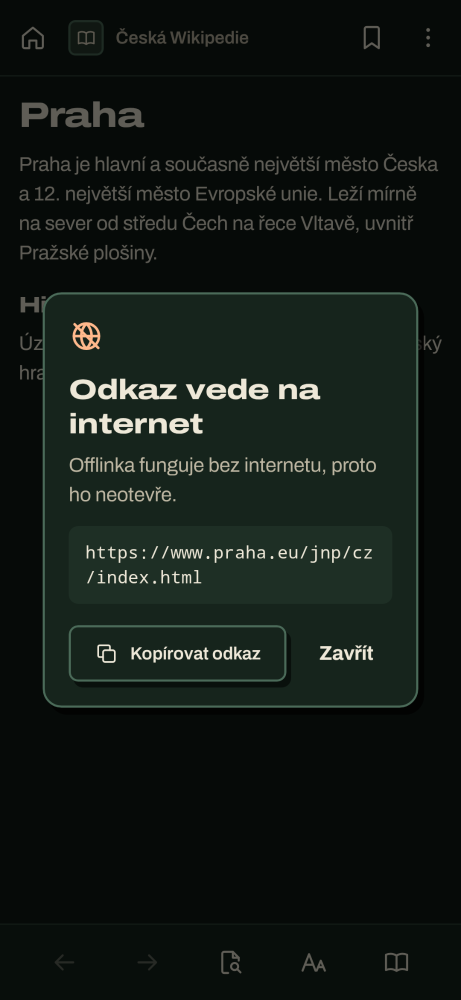 Česká Wikipedie
Praha
Praha je hlavní a současně největší město Česka
a 12. největší město Evropské unie. Leží mírně
na sever od středu Čech na řece Vltavě, uvnitř
Pražské plošiny.
Odkaz vede na
internet
Offlinka funguje bez internetu, proto
ho neotevře.
https://www.praha.eu/jnp/cz
/index.html
Kopírovat odkaz
Zavřít